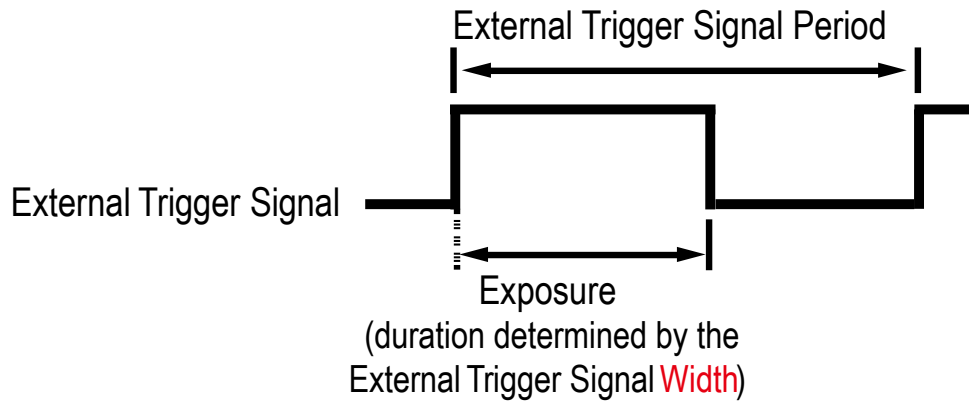 External Trigger Signal Period
External Trigger Signal
Exposure
(duration determined by the
External Trigger Signal Width)